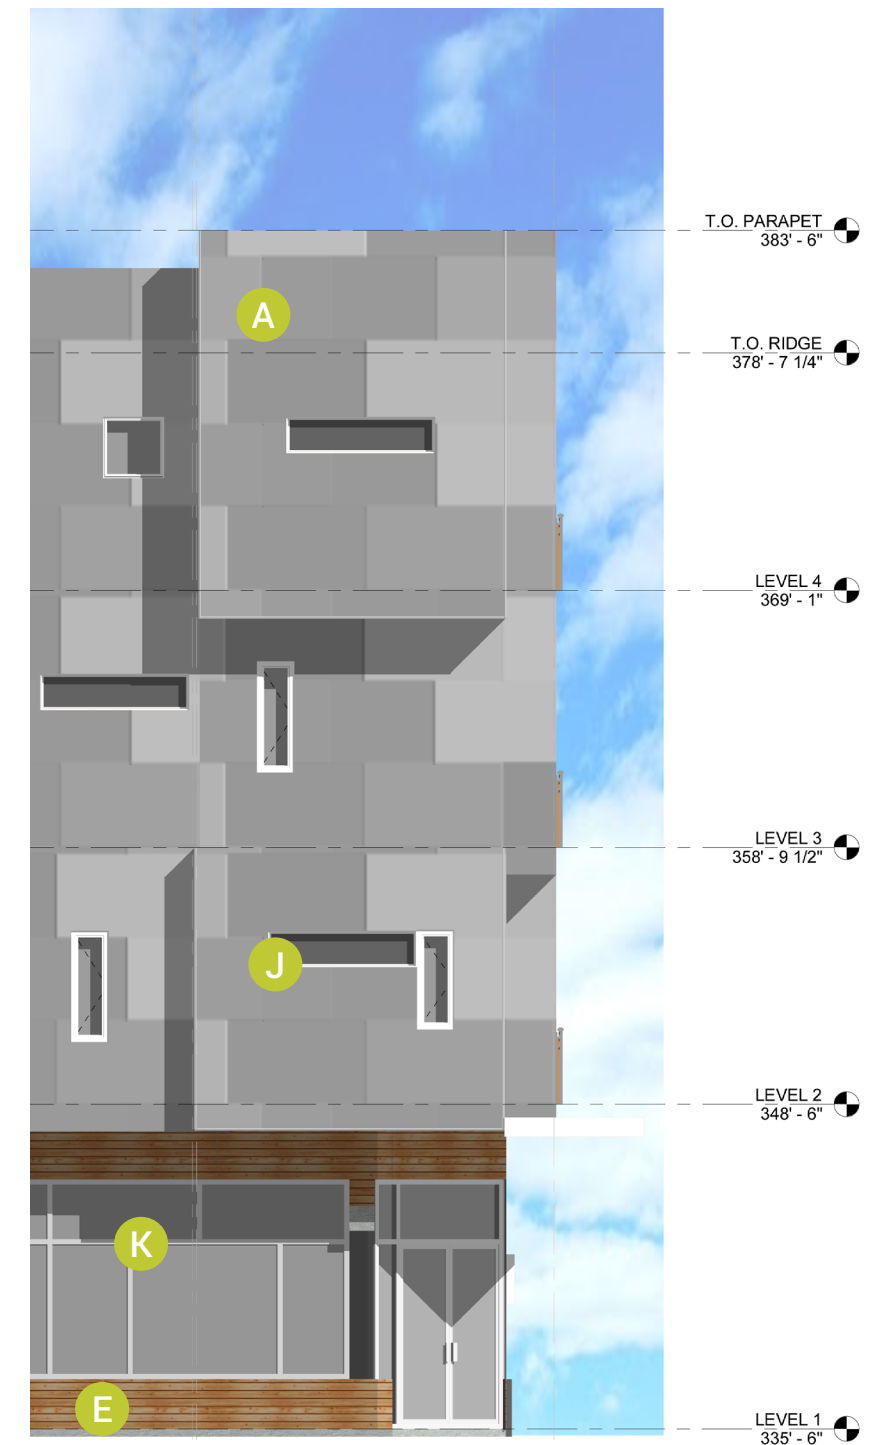 T.O. PARAPET
383' - 6"
A
T.O. RIDGE
378' - 7 1/4"
LEVEL 4
369' - 1"
LEVEL 3
358' - 9 1/2"
J
LEVEL 2
348' - 6"
K
E
LEVEL 1
335' - 6"